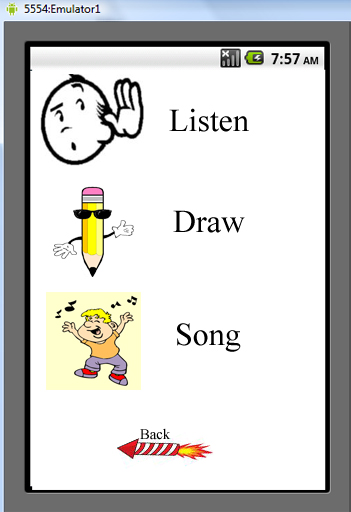 5554:Emulator1
7:57 AM
Listen
Draw
Song
Back